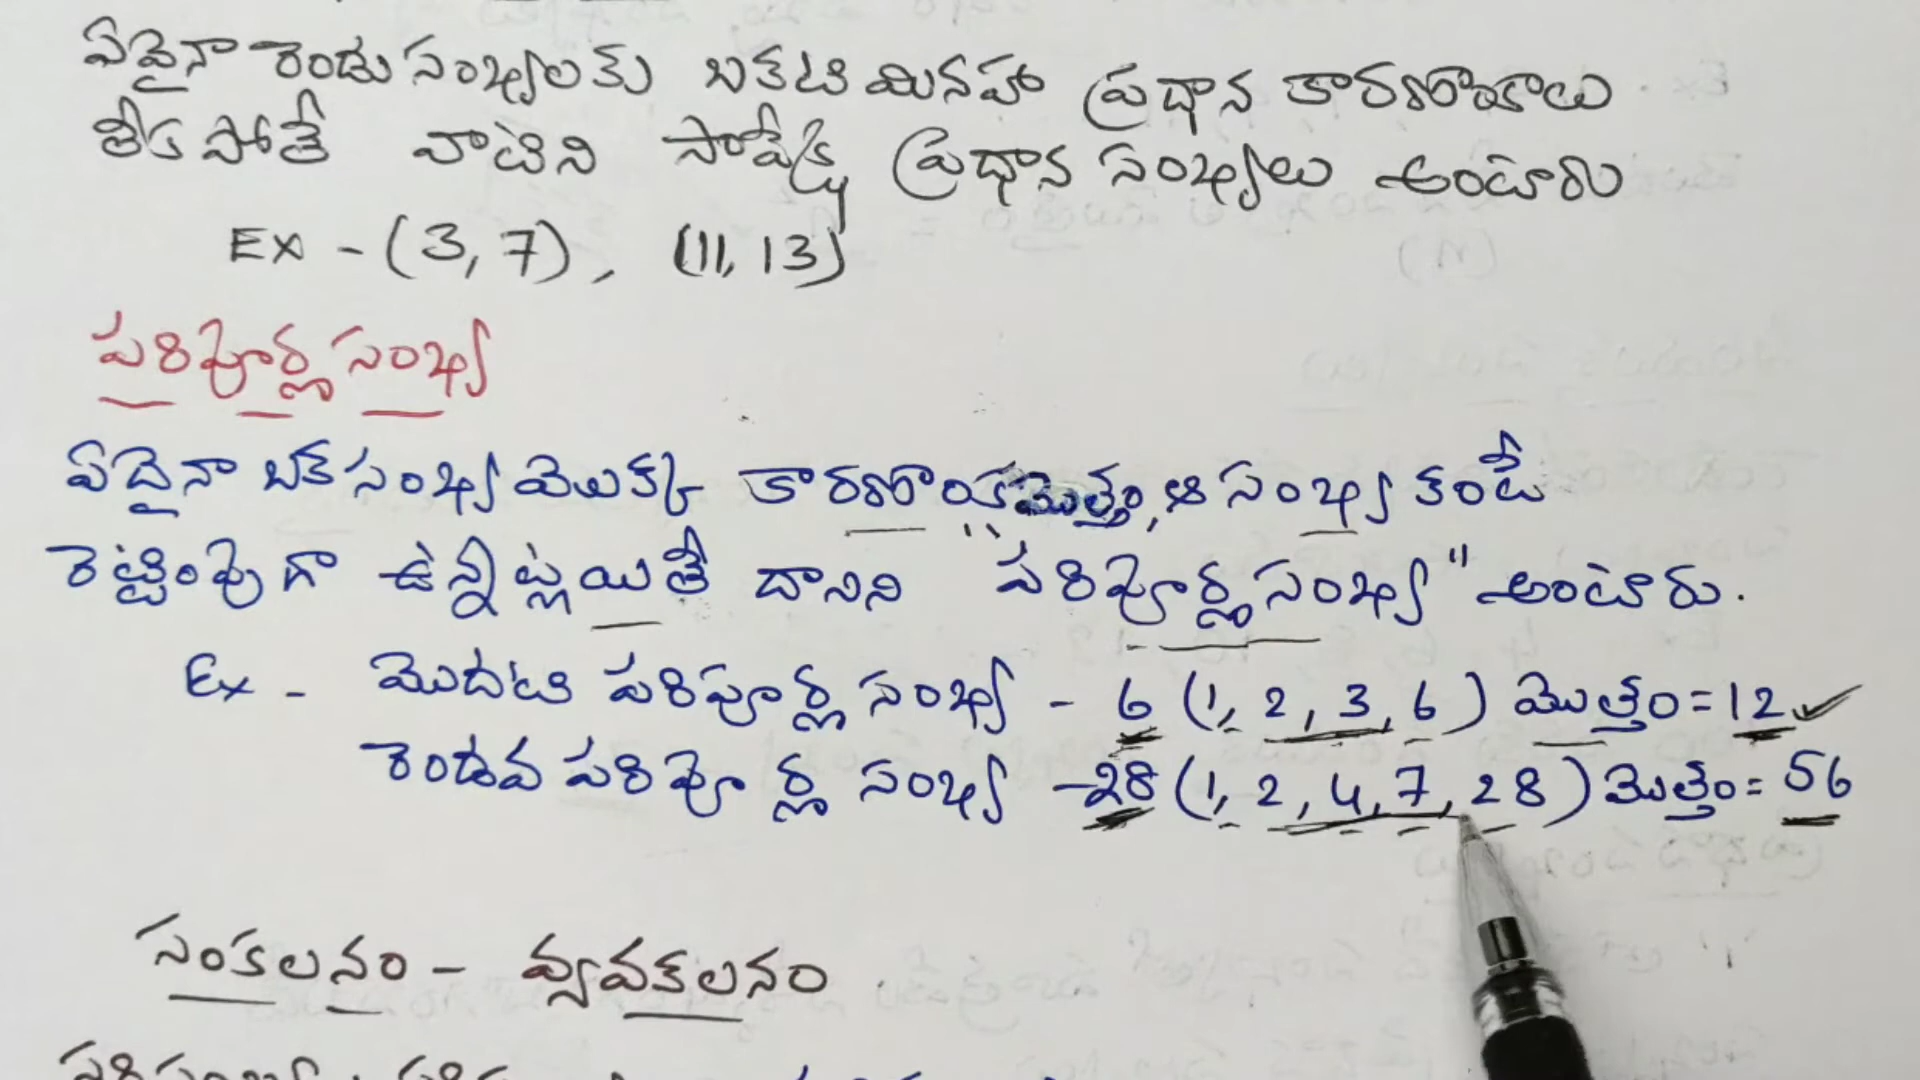 ఏవైనా రెండు సంఖ్యలకు ఒకటి మినహా ప్రధాన కారణాంకాలు
లేకపోతే వాటిని సాపేక్ష ప్రధాన సంఖ్యలు అంటారు
Ex - (3, 7), (11, 13)
పరిపూర్ణ సంఖ్య
ఏదైనా ఒక సంఖ్య యొక్క కారణాంక మొత్తం, ఆ సంఖ్య కంటే
రెట్టింపుగా ఉన్నట్లయితే దానిని "పరిపూర్ణ సంఖ్య" అంటారు.
Ex - మొదటి పరిపూర్ణ సంఖ్య - 6 (1, 2, 3, 6) మొత్తం = 12 ✓
రెండవ పరిపూర్ణ సంఖ్య - 28 (1, 2, 4, 7, 28) మొత్తం = 56
సంకలనం - వ్యవకలనం